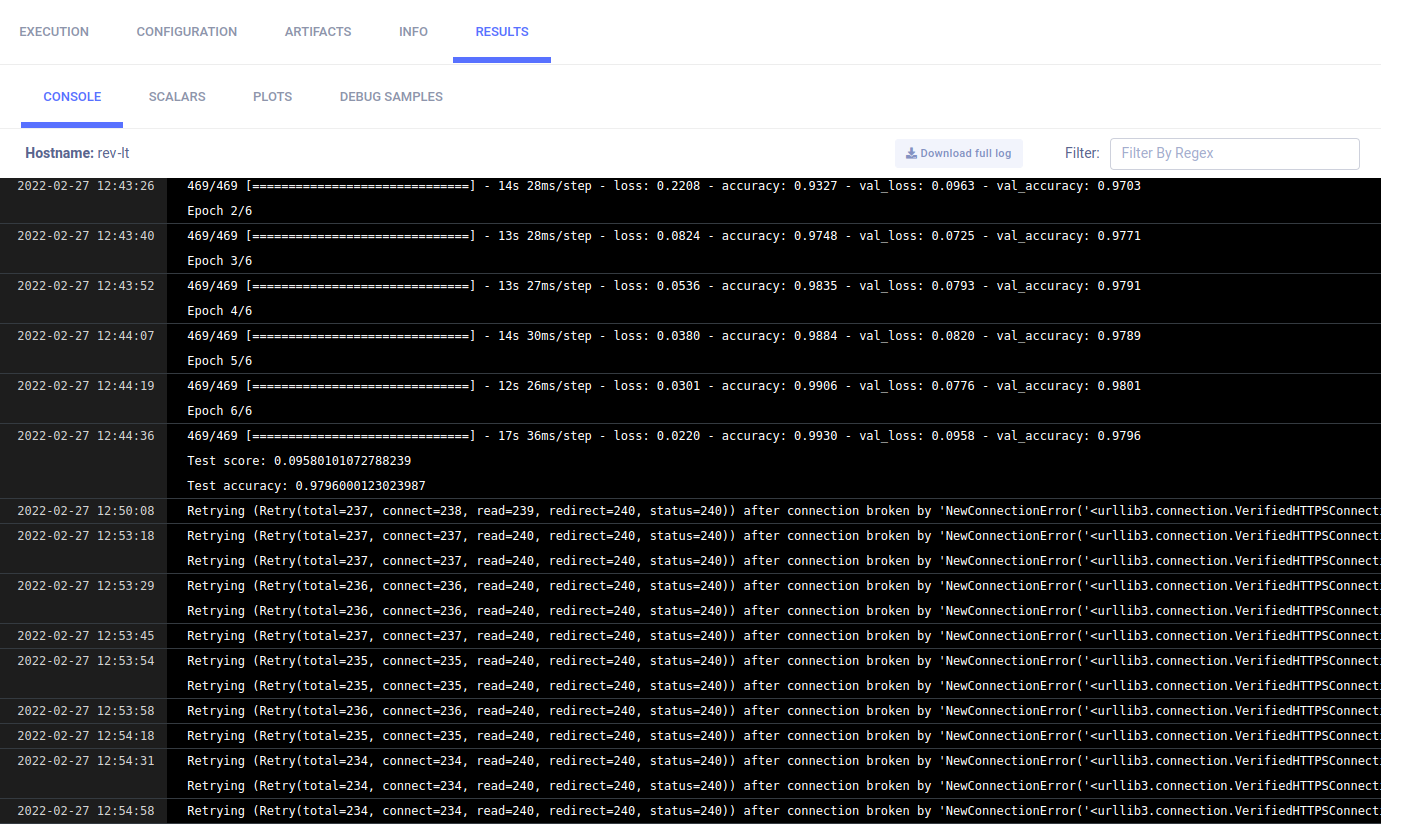 EXECUTION CONFIGURATION ARTIFACTS INFO RESULTS
CONSOLE SCALARS PLOTS DEBUG SAMPLES
Hostname: rev-lt Download full log Filter: Filter By Regex
2022-02-27 12:43:26 469/469 [==============================] - 14s 28ms/step - loss: 0.2208 - accuracy: 0.9327 - val_loss: 0.0963 - val_accuracy: 0.9703
Epoch 2/6
2022-02-27 12:43:40 469/469 [==============================] - 13s 28ms/step - loss: 0.0824 - accuracy: 0.9748 - val_loss: 0.0725 - val_accuracy: 0.9771
Epoch 3/6
2022-02-27 12:43:52 469/469 [==============================] - 13s 27ms/step - loss: 0.0536 - accuracy: 0.9835 - val_loss: 0.0793 - val_accuracy: 0.9791
Epoch 4/6
2022-02-27 12:44:07 469/469 [==============================] - 14s 30ms/step - loss: 0.0380 - accuracy: 0.9884 - val_loss: 0.0820 - val_accuracy: 0.9789
Epoch 5/6
2022-02-27 12:44:19 469/469 [==============================] - 12s 26ms/step - loss: 0.0301 - accuracy: 0.9906 - val_loss: 0.0776 - val_accuracy: 0.9801
Epoch 6/6
2022-02-27 12:44:36 469/469 [==============================] - 17s 36ms/step - loss: 0.0220 - accuracy: 0.9930 - val_loss: 0.0958 - val_accuracy: 0.9796
Test score: 0.09580101072788239
Test accuracy: 0.9796000123023987
2022-02-27 12:50:08 Retrying (Retry(total=237, connect=238, read=239, redirect=240, status=240)) after connection broken by 'NewConnectionError('<urllib3.connection.VerifiedHTTPSConnecti
2022-02-27 12:53:18 Retrying (Retry(total=237, connect=237, read=240, redirect=240, status=240)) after connection broken by 'NewConnectionError('<urllib3.connection.VerifiedHTTPSConnecti
Retrying (Retry(total=237, connect=237, read=240, redirect=240, status=240)) after connection broken by 'NewConnectionError('<urllib3.connection.VerifiedHTTPSConnecti
2022-02-27 12:53:29 Retrying (Retry(total=236, connect=236, read=240, redirect=240, status=240)) after connection broken by 'NewConnectionError('<urllib3.connection.VerifiedHTTPSConnecti
Retrying (Retry(total=236, connect=236, read=240, redirect=240, status=240)) after connection broken by 'NewConnectionError('<urllib3.connection.VerifiedHTTPSConnecti
2022-02-27 12:53:45 Retrying (Retry(total=237, connect=237, read=240, redirect=240, status=240)) after connection broken by 'NewConnectionError('<urllib3.connection.VerifiedHTTPSConnecti
2022-02-27 12:53:54 Retrying (Retry(total=235, connect=235, read=240, redirect=240, status=240)) after connection broken by 'NewConnectionError('<urllib3.connection.VerifiedHTTPSConnecti
Retrying (Retry(total=235, connect=235, read=240, redirect=240, status=240)) after connection broken by 'NewConnectionError('<urllib3.connection.VerifiedHTTPSConnecti
2022-02-27 12:53:58 Retrying (Retry(total=236, connect=236, read=240, redirect=240, status=240)) after connection broken by 'NewConnectionError('<urllib3.connection.VerifiedHTTPSConnecti
2022-02-27 12:54:18 Retrying (Retry(total=235, connect=235, read=240, redirect=240, status=240)) after connection broken by 'NewConnectionError('<urllib3.connection.VerifiedHTTPSConnecti
2022-02-27 12:54:31 Retrying (Retry(total=234, connect=234, read=240, redirect=240, status=240)) after connection broken by 'NewConnectionError('<urllib3.connection.VerifiedHTTPSConnecti
Retrying (Retry(total=234, connect=234, read=240, redirect=240, status=240)) after connection broken by 'NewConnectionError('<urllib3.connection.VerifiedHTTPSConnecti
2022-02-27 12:54:58 Retrying (Retry(total=234, connect=234, read=240, redirect=240, status=240)) after connection broken by 'NewConnectionError('<urllib3.connection.VerifiedHTTPSConnecti